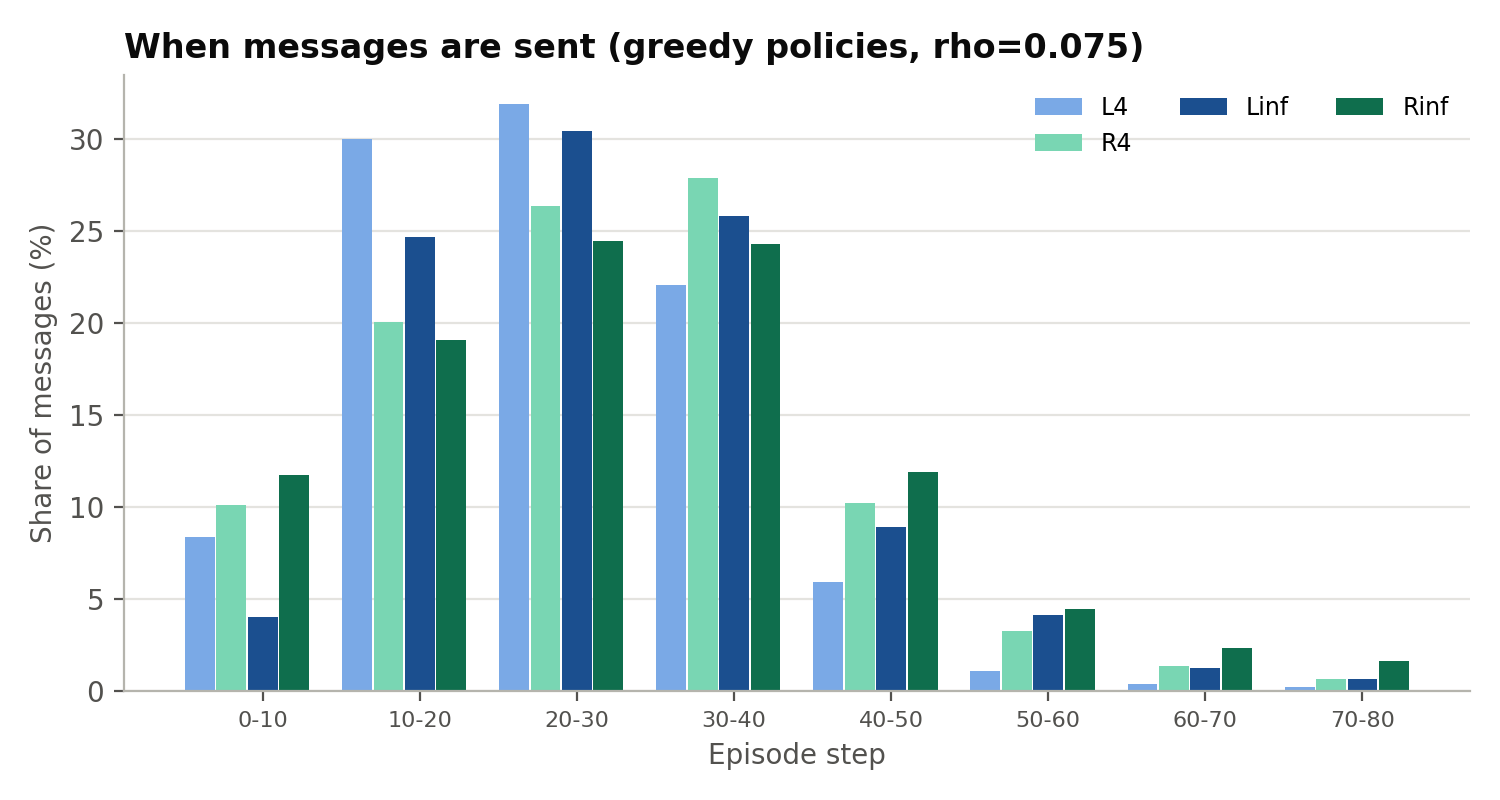 When messages are sent (greedy policies, rho=0.075)
L4 Linf Rinf
R4
Share of messages (%)
30
25
20
15
10
5
0
0-10 10-20 20-30 30-40 40-50 50-60 60-70 70-80
Episode step